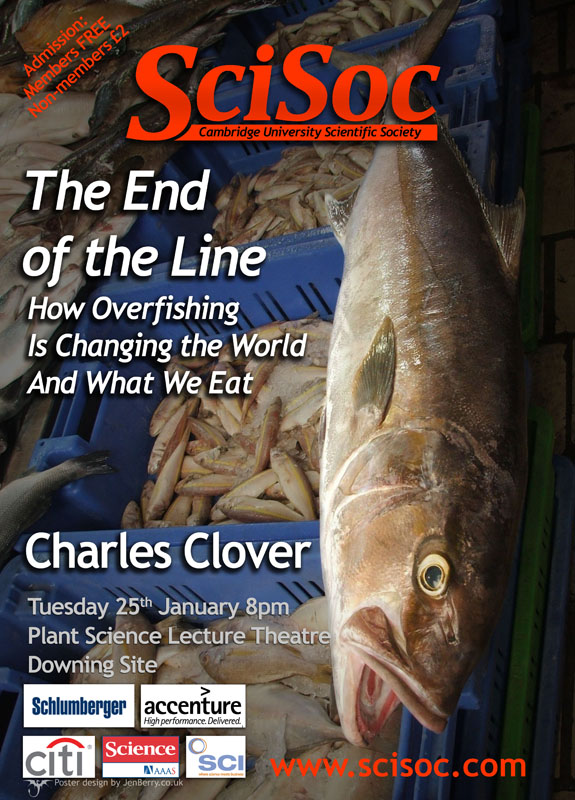 Admission:
Members FREE
Non-members £2
SciSoc
Cambridge University Scientific Society
The End
of the Line
How Overfishing
Is Changing the World
And What We Eat
Charles Clover
Tuesday 25th January 8pm
Plant Science Lecture Theatre
Downing Site
Schlumberger
accenture
High performance. Delivered.
citi
Science
AAAS
SCI
www.scisoc.com
Poster design by JenBerry.co.uk